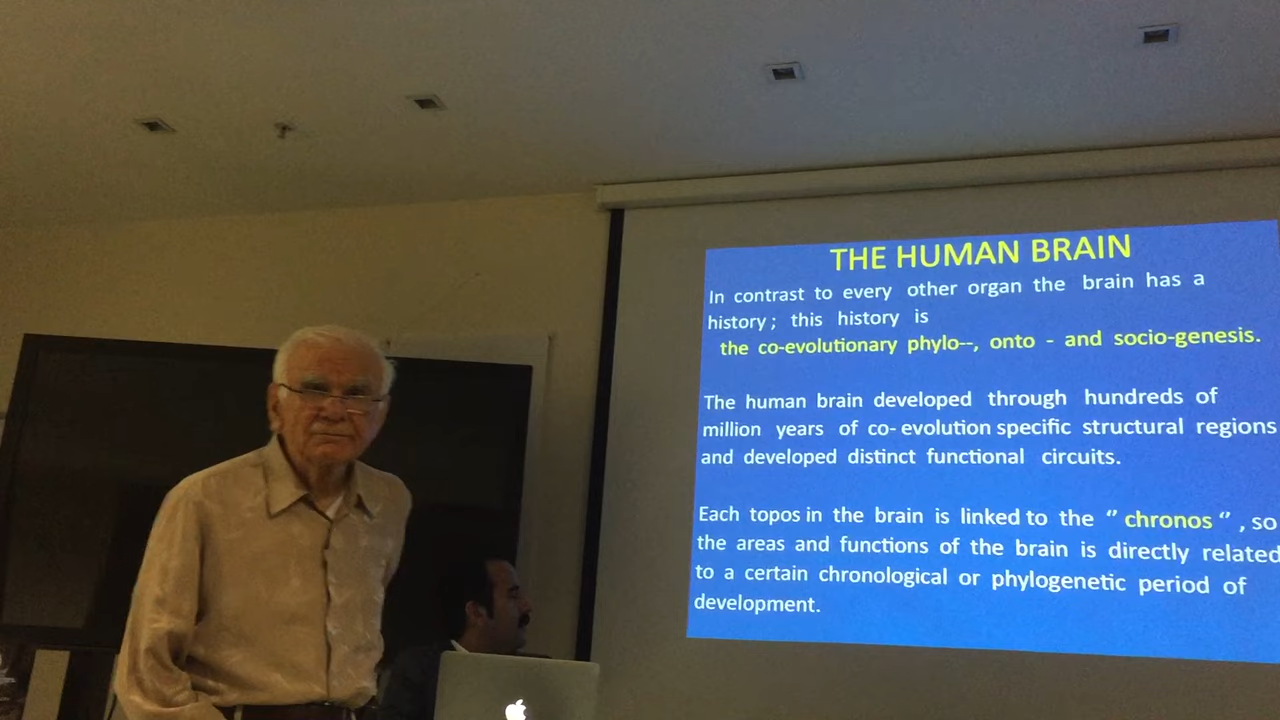 THE HUMAN BRAIN
In contrast to every other organ the brain has a
history; this history is
the co-evolutionary phylo--, onto - and socio-genesis.
The human brain developed through hundreds of
million years of co- evolution specific structural regions
and developed distinct functional circuits.
Each topos in the brain is linked to the “ chronos ”, so
the areas and functions of the brain is directly related
to a certain chronological or phylogenetic period of
development.